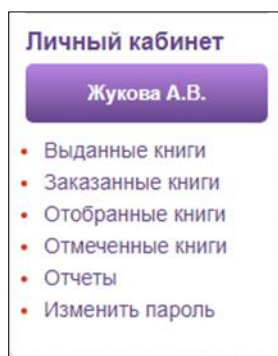 Личный кабинет
Жукова А.В.
Выданные книги
Заказанные книги
Отобранные книги
Отмеченные книги
Отчеты
Изменить пароль